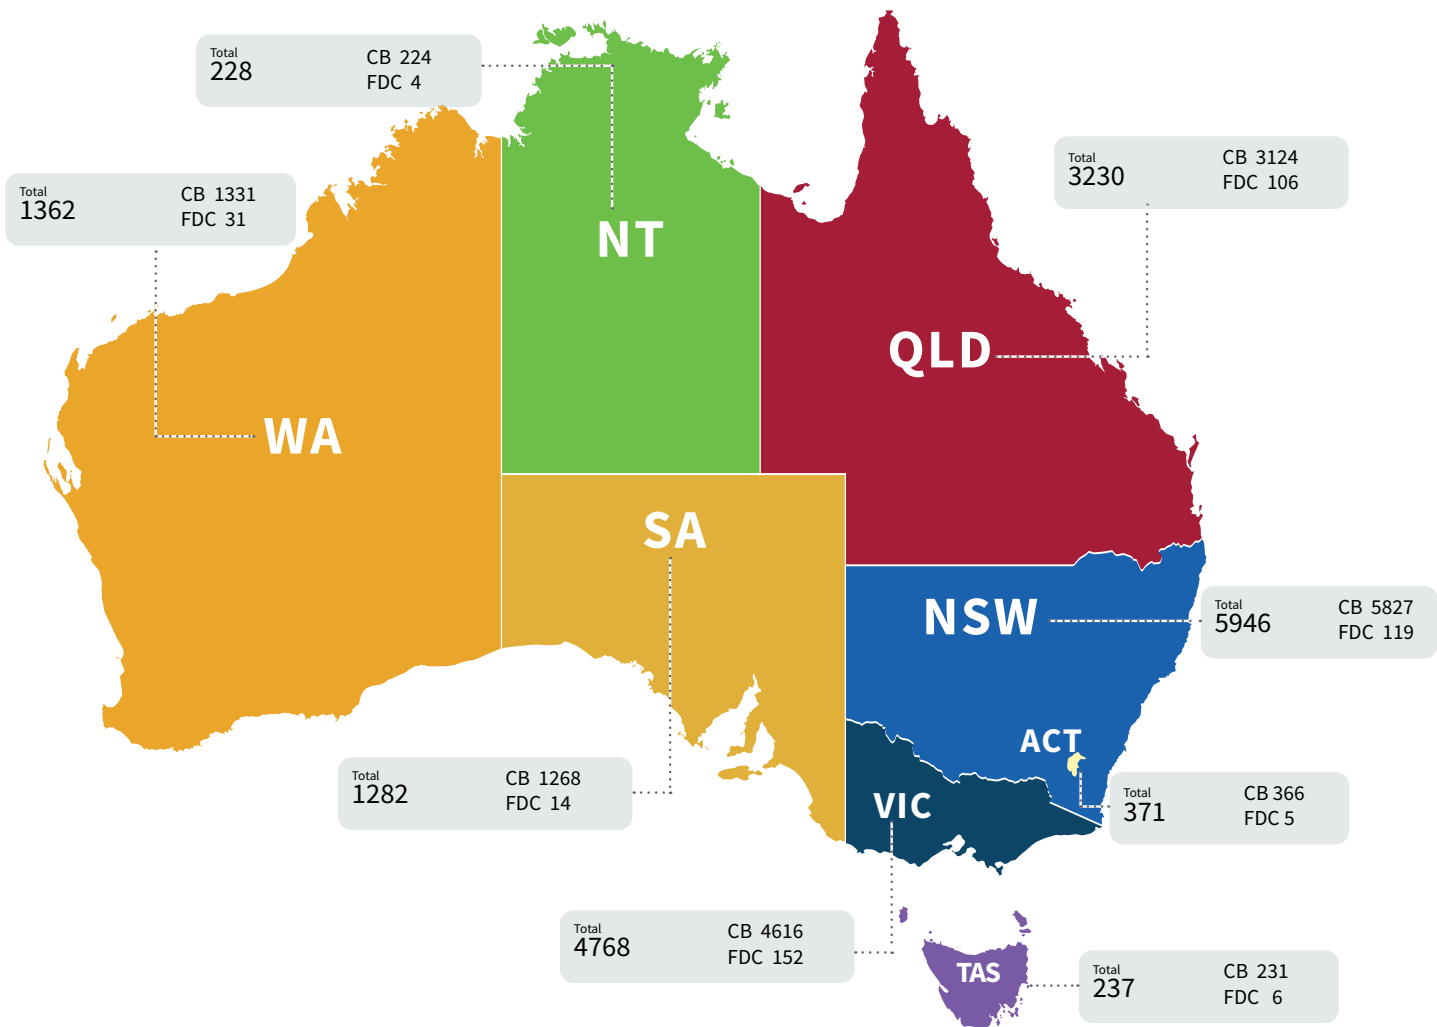 Total
228
CB 224
FDC 4
Total
1362
CB 1331
FDC 31
Total
3230
CB 3124
FDC 106
NT
QLD
WA
SA
NSW
Total
5946
CB 5827
FDC 119
ACT
Total
1282
CB 1268
FDC 14
VIC
Total
371
CB 366
FDC 5
Total
4768
CB 4616
FDC 152
TAS
Total
237
CB 231
FDC 6